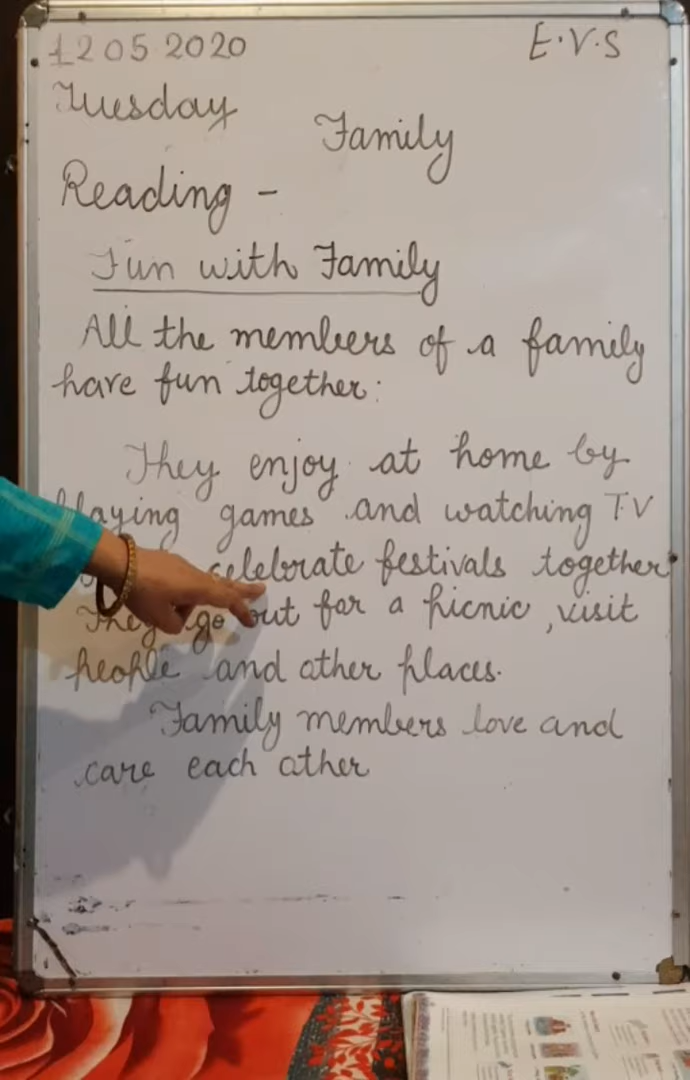 12 05 2020
E.V.S
Tuesday
Family
Reading -
Fun with Family
All the members of a family
have fun together:
They enjoy at home by
playing games and watching T.V
celebrate festivals together
They go out for a picnic, visit
people and other places.
Family members love and
care each other